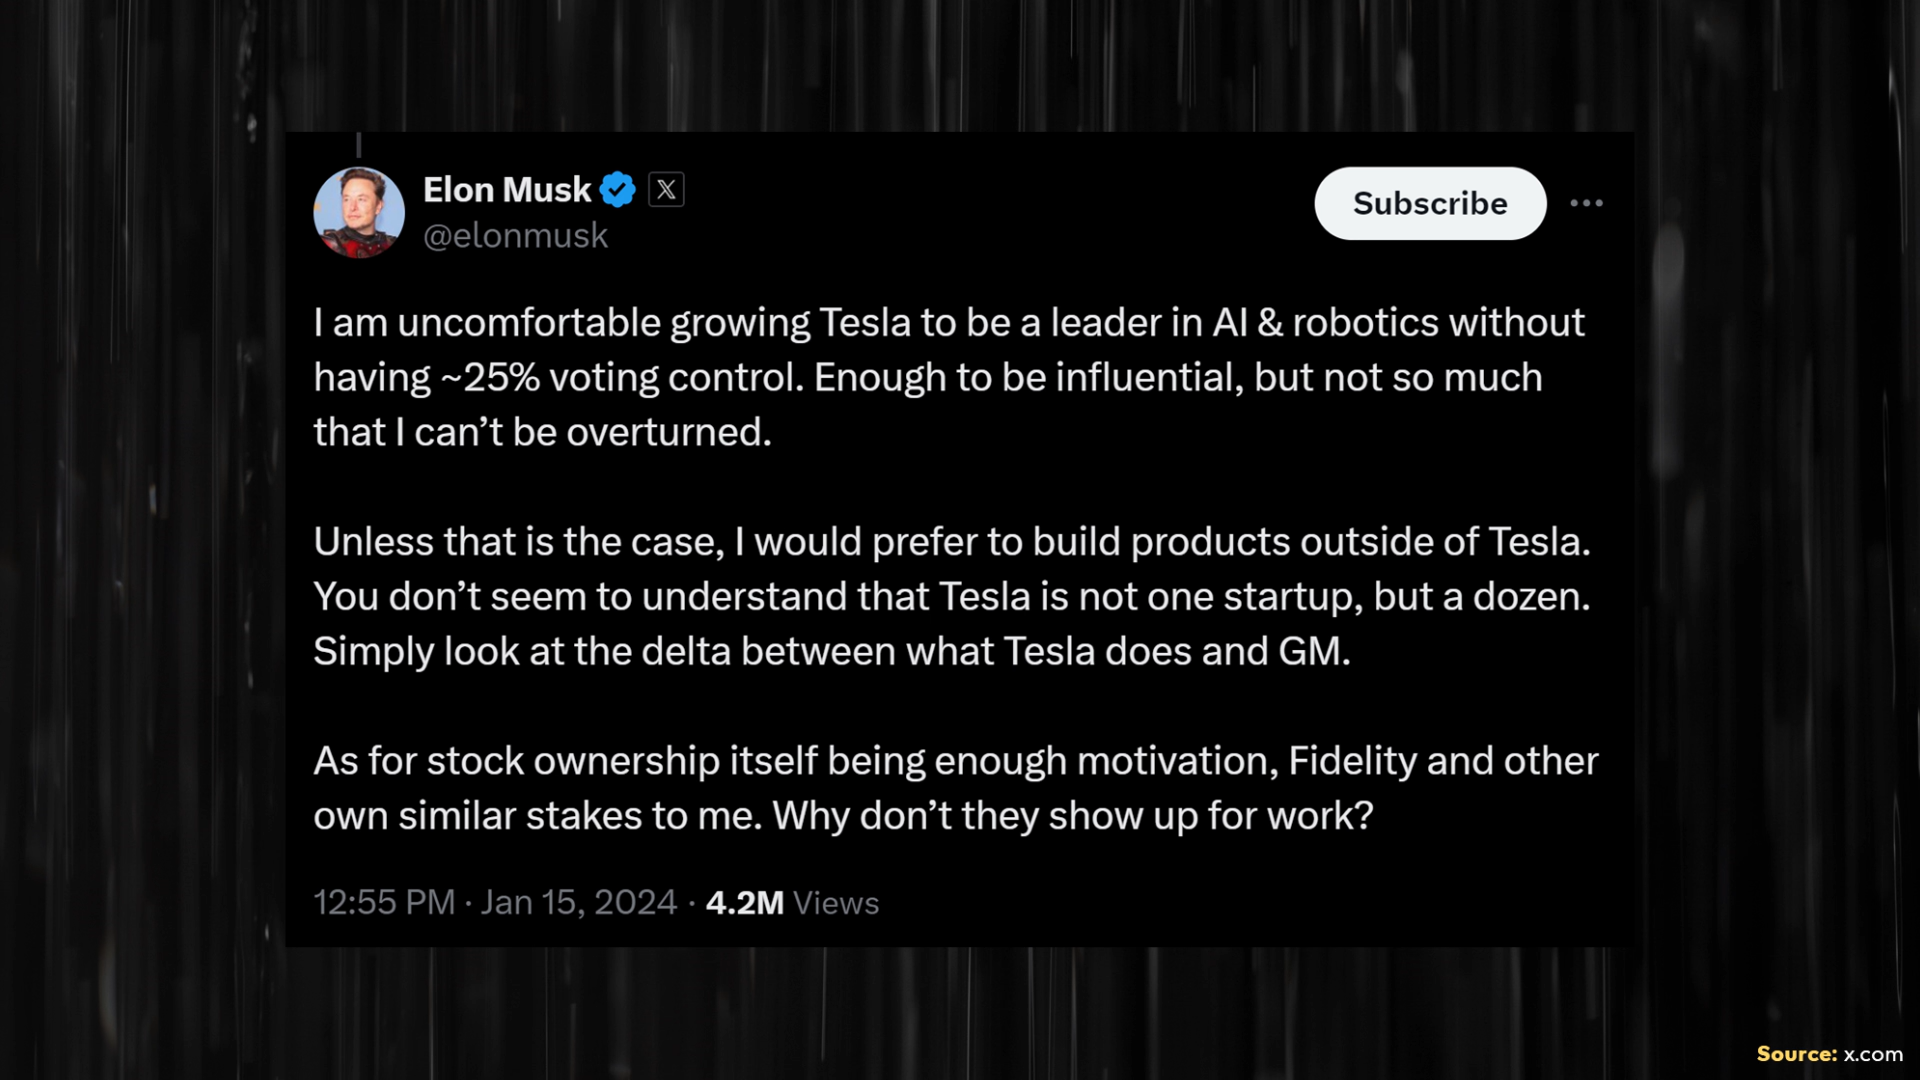 Elon Musk
Subscribe
@elonmusk
I am uncomfortable growing Tesla to be a leader in AI & robotics without
having ~25% voting control. Enough to be influential, but not so much
that I can’t be overturned.
Unless that is the case, I would prefer to build products outside of Tesla.
You don’t seem to understand that Tesla is not one startup, but a dozen.
Simply look at the delta between what Tesla does and GM.
As for stock ownership itself being enough motivation, Fidelity and other
own similar stakes to me. Why don’t they show up for work?
12:55 PM · Jan 15, 2024 · 4.2M Views
Source: x.com